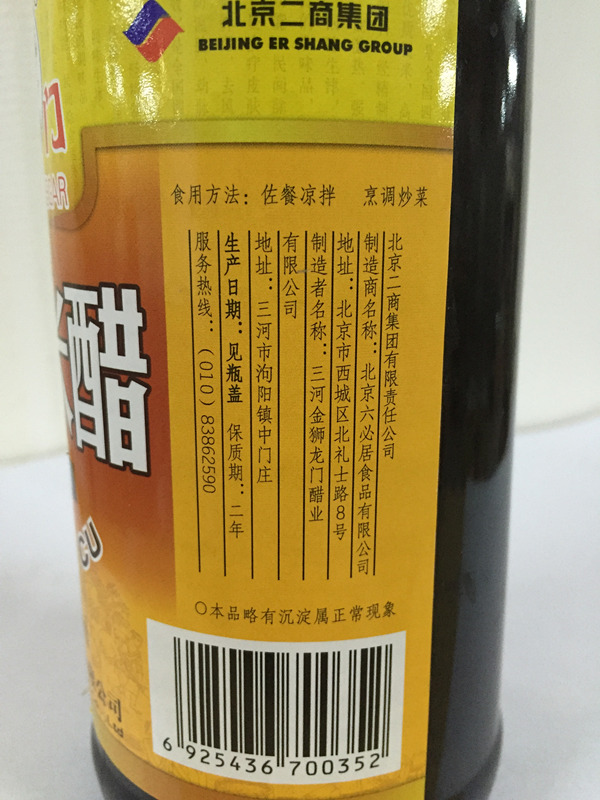 北京二商集团
BEIJING ER SHANG GROUP
门
食用方法：佐餐凉拌 烹调炒菜
北京二商集团有限责任公司
制造商名称：北京六必居食品有限公司
地址：北京市西城区北礼士路8号
制造者名称：三河金狮龙门醋业
有限公司
地址：三河市泃阳镇中门庄
生产日期：见瓶盖 保质期：二年
服务热线：（010）83862590
醋
CU
公司
Ltd
○本品略有沉淀属正常现象
6 925436 700352